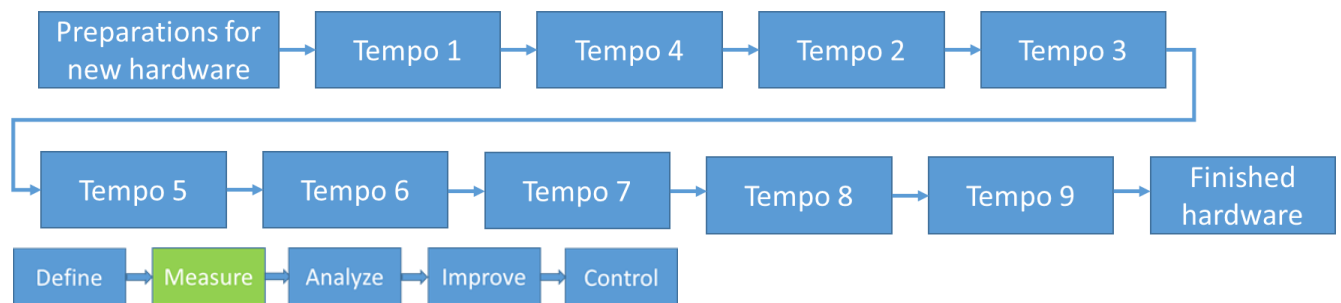 Preparations for
new hardware
Tempo 1
Tempo 4
Tempo 2
Tempo 3
Tempo 5
Tempo 6
Tempo 7
Tempo 8
Tempo 9
Finished
hardware
Define
Measure
Analyze
Improve
Control